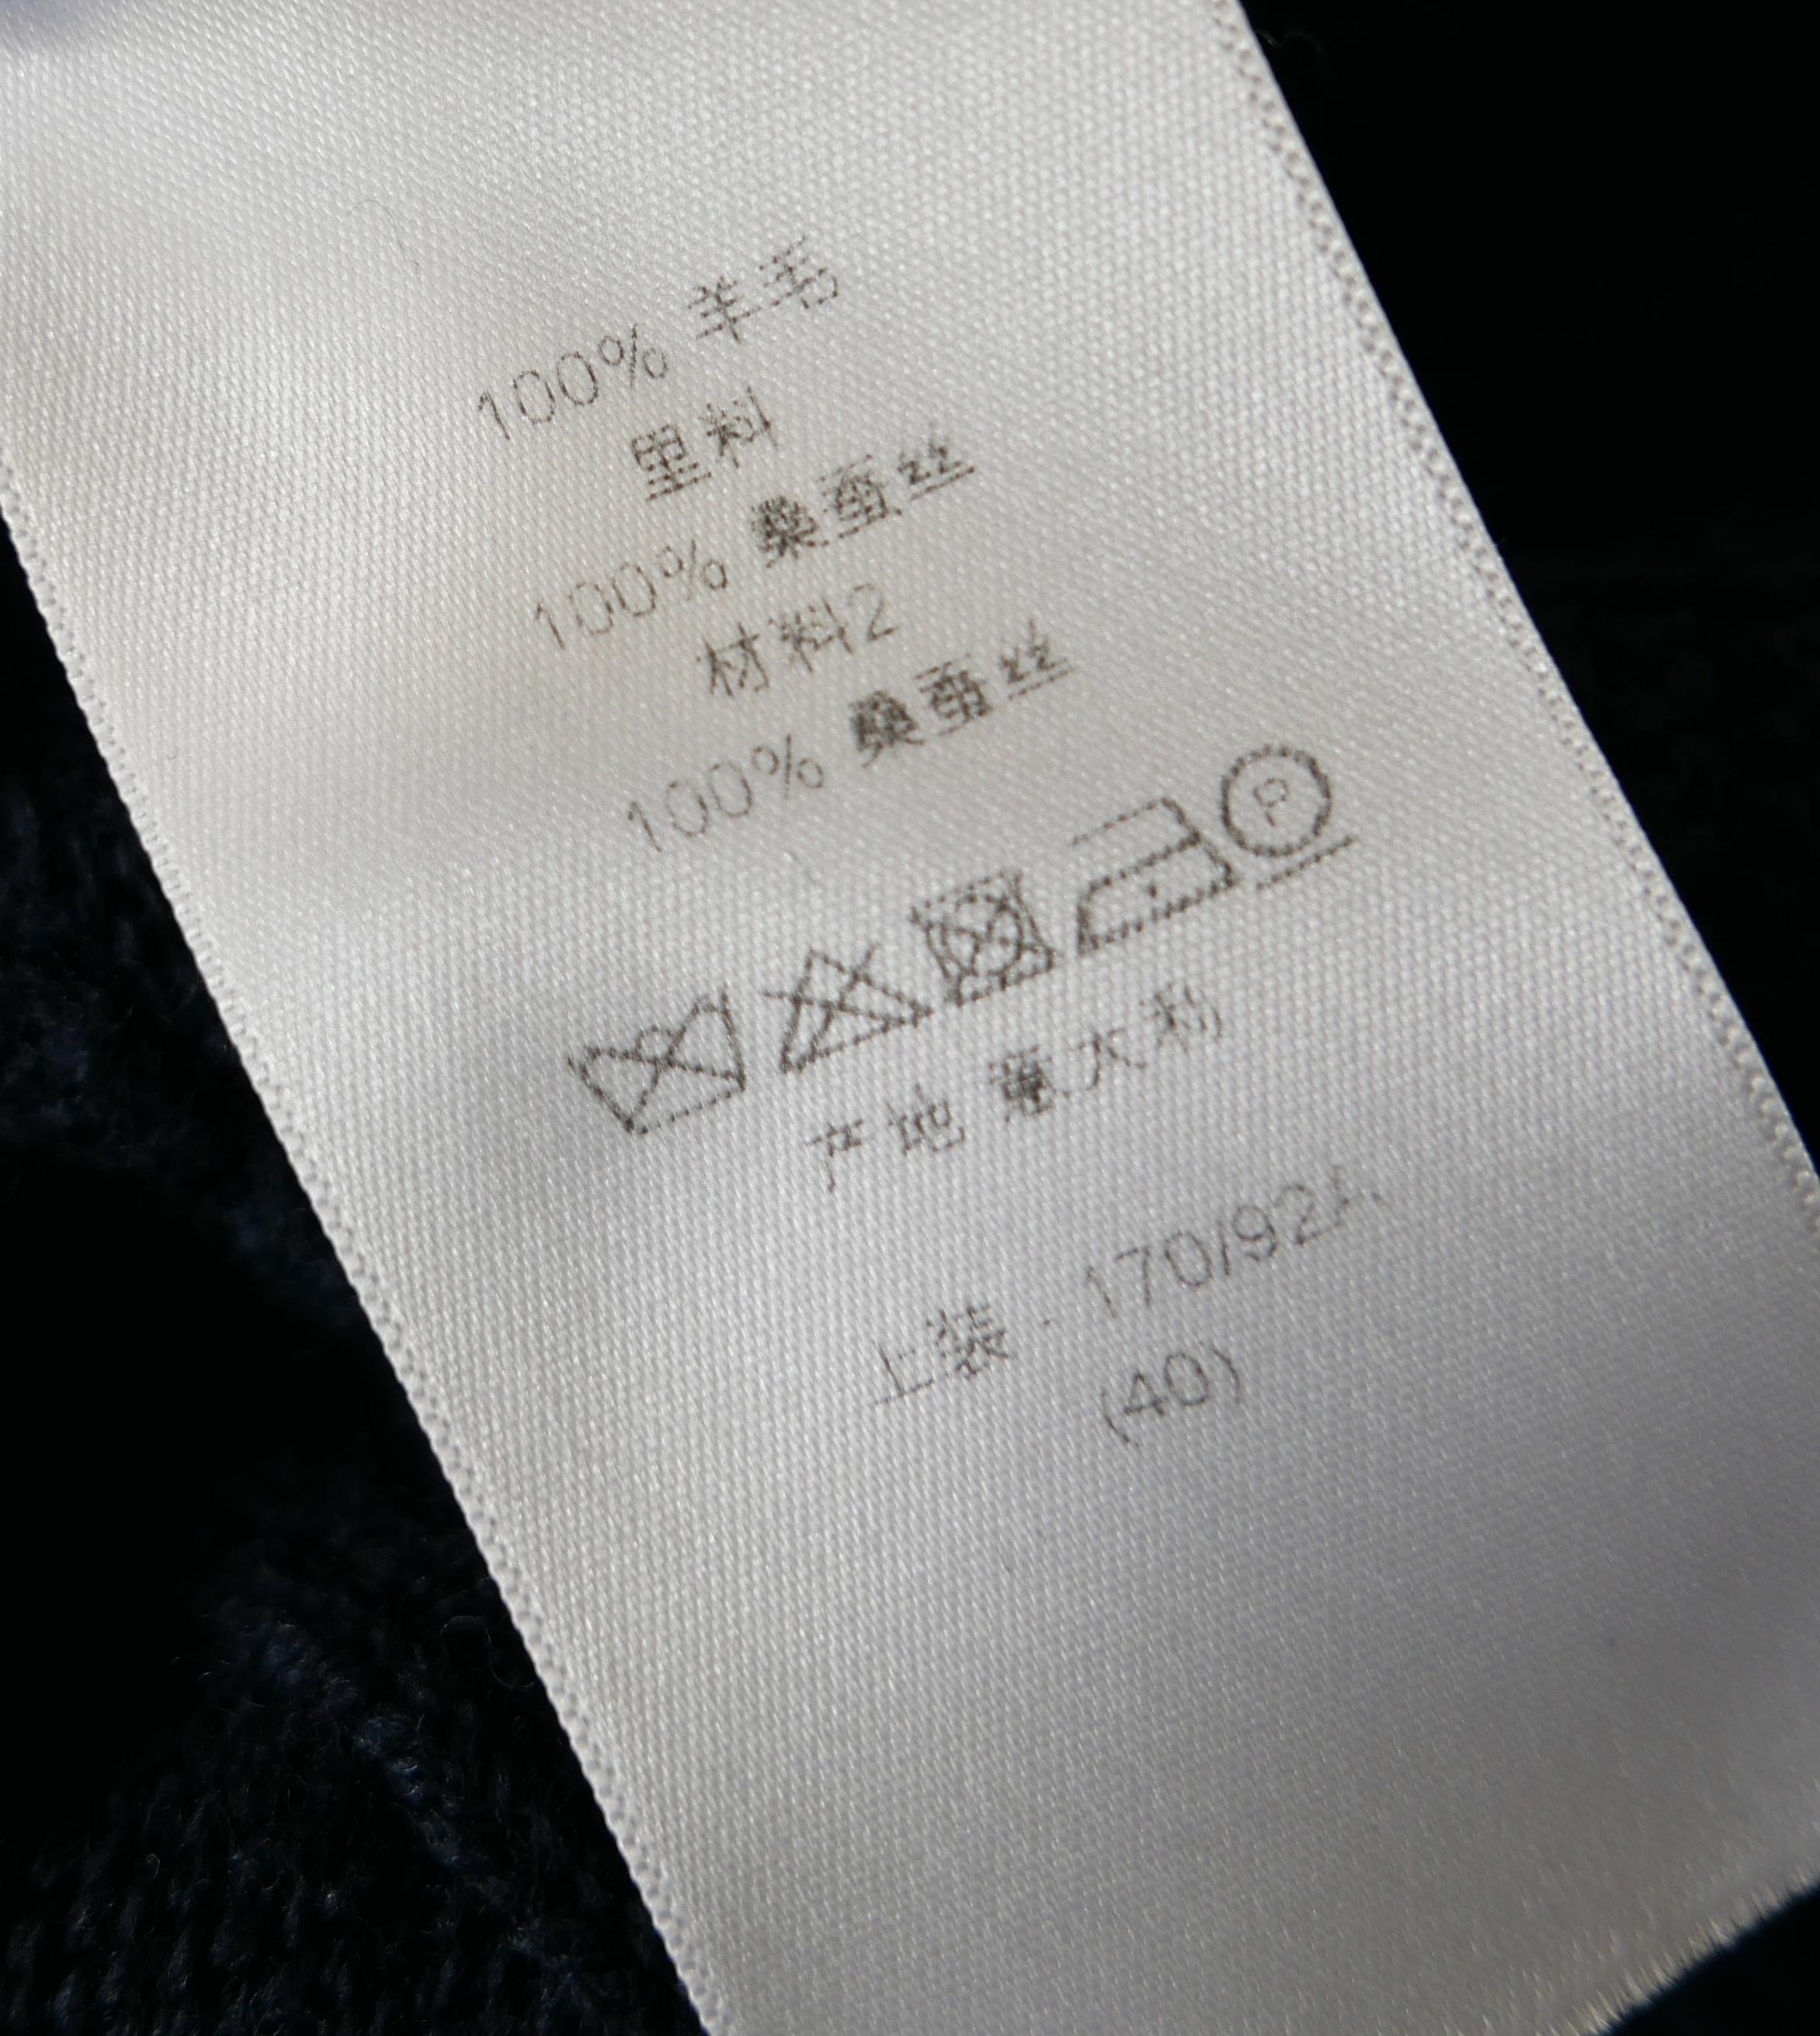 100% 羊毛
里料
100% 桑蚕丝
材料2
100% 桑蚕丝
P
产地 意大利
上装 : 170/92A
(40)